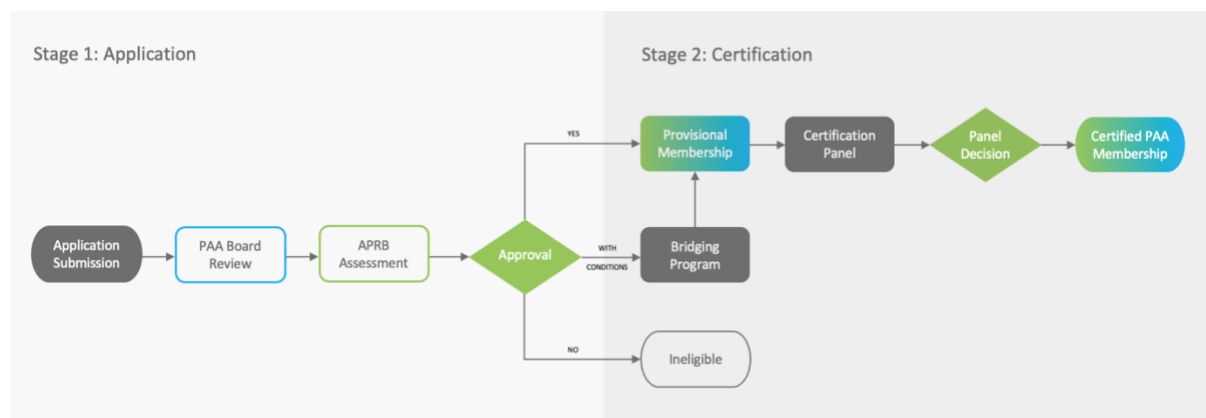 Stage 1: Application
Stage 2: Certification
YES
Provisional
Membership
Certification
Panel
Panel
Decision
Certified PAA
Membership
Application
Submission
PAA Board
Review
APRB
Assessment
Approval
WITH
CONDITIONS
Bridging
Program
NO
Ineligible